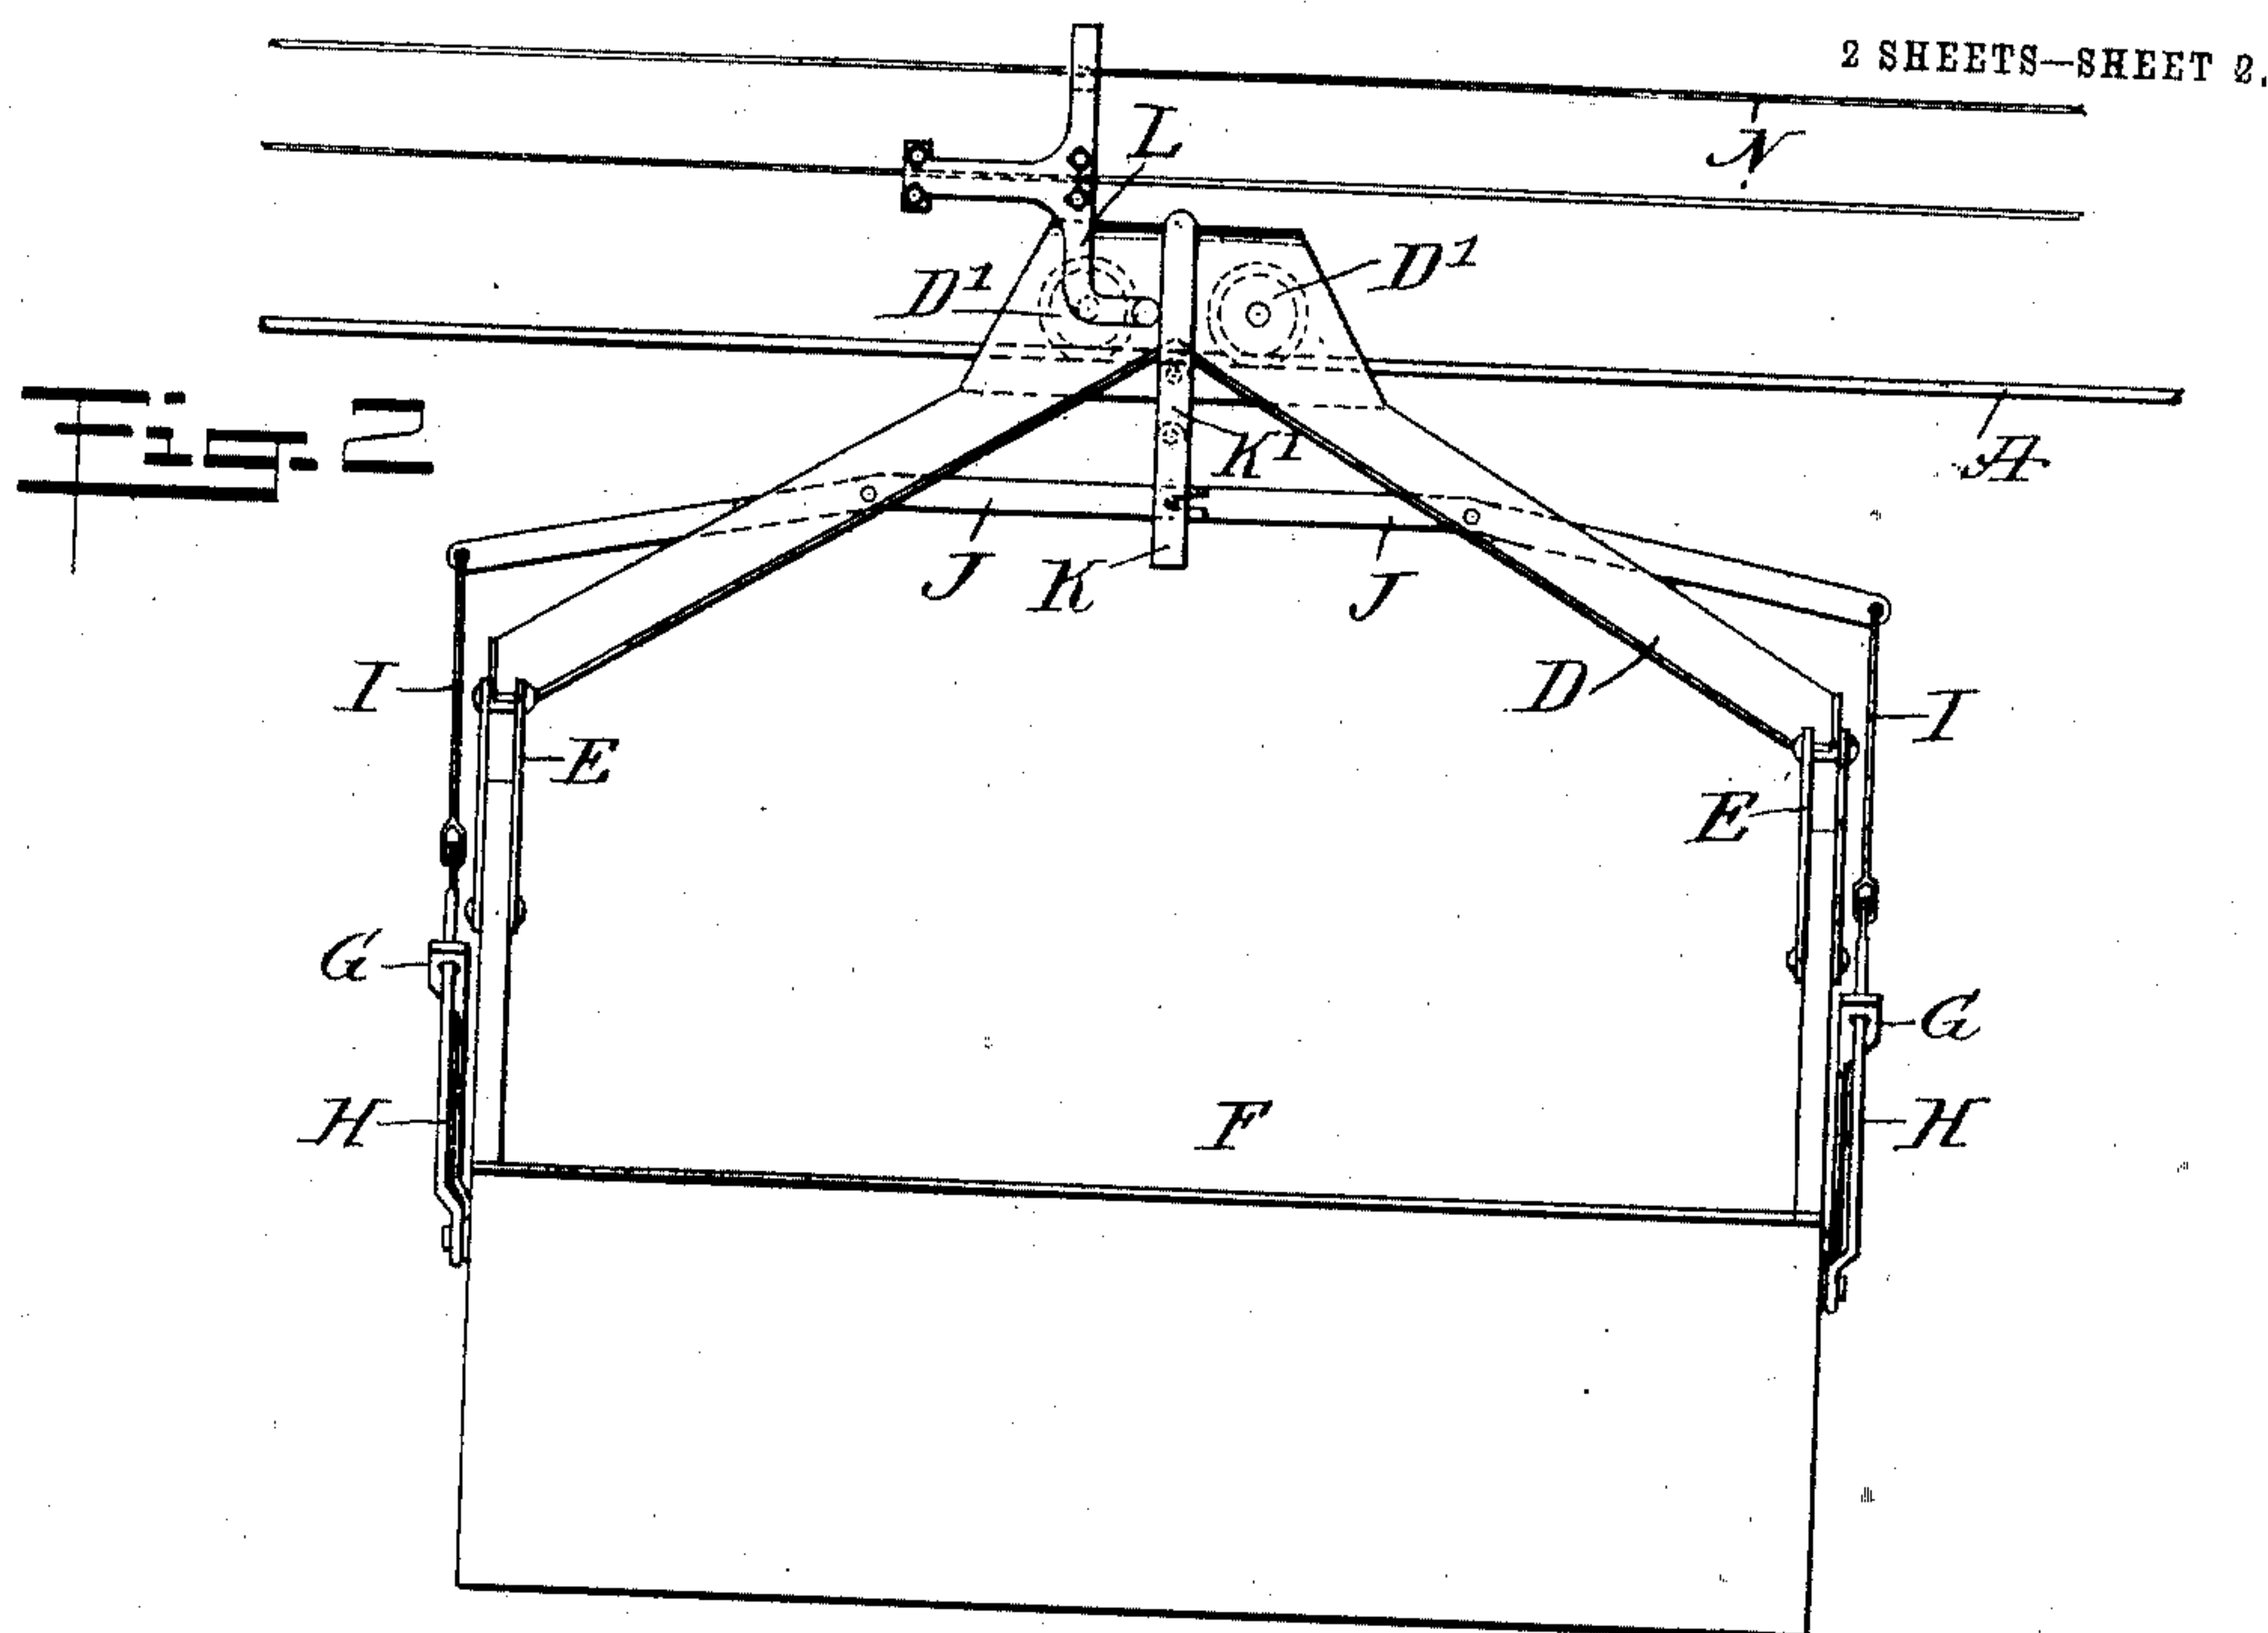 2 SHEETS—SHEET 2.
N
L
D¹ D¹
A
Fig. 2
K¹
J K J
I D I
E E
G G
H F H